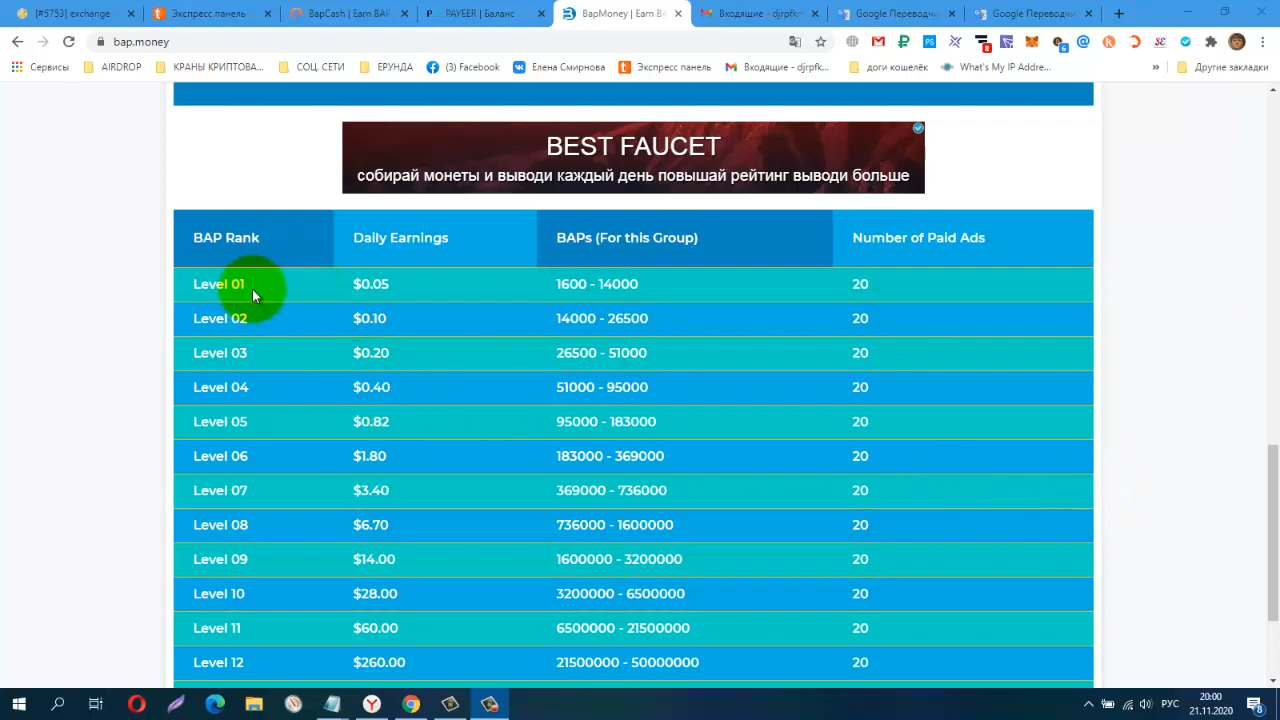 [#5753] exchange
Экспресс панел
BapCash | Earn BAP
P PAYEER | Баланс
BapMoney | Earn B
Входящие - djrpfk
Google Переводч
Google Переводчи
bap.money
Сервисы
AIRDROP
КРАНЫ КРИПТОВА...
СОЦ. СЕТИ
ЕРУНДА
(3) Facebook
Елена Смирнова
Экспресс панель
Входящие - djrpfk...
доги кошелёк
What's My IP Addre...
»
Другие закладки
BEST FAUCET
собирай монеты и выводи каждый день повышай рейтинг выводи больше
BAP Rank Daily Earnings BAPs (For this Group) Number of Paid Ads
Level 01 $0.05 1600 - 14000 20
Level 02 $0.10 14000 - 26500 20
Level 03 $0.20 26500 - 51000 20
Level 04 $0.40 51000 - 95000 20
Level 05 $0.82 95000 - 183000 20
Level 06 $1.80 183000 - 369000 20
Level 07 $3.40 369000 - 736000 20
Level 08 $6.70 736000 - 1600000 20
Level 09 $14.00 1600000 - 3200000 20
Level 10 $28.00 3200000 - 6500000 20
Level 11 $60.00 6500000 - 21500000 20
Level 12 $260.00 21500000 - 50000000 20
РУС
20:00
21.11.2020